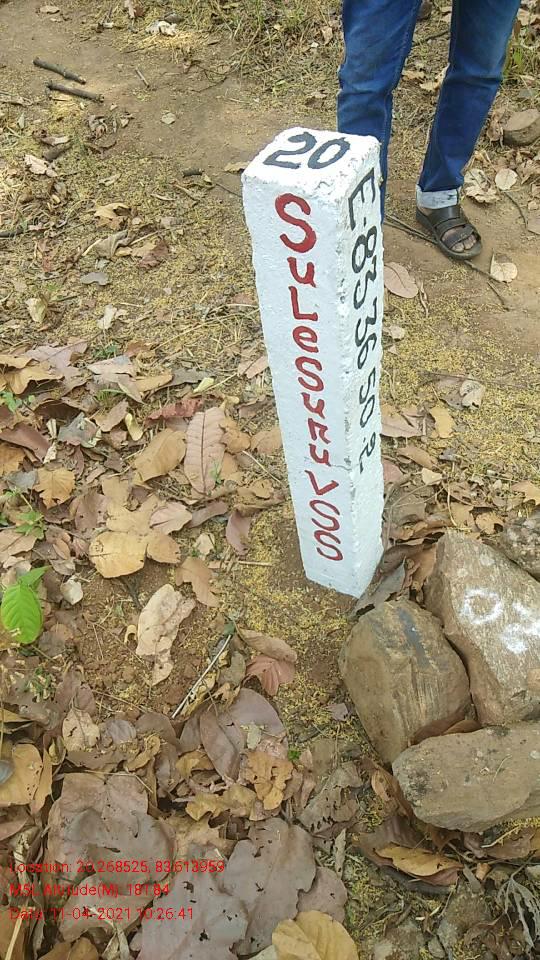 20
SuLeSuRu VSS
E-83 36 50.2
Location: 20.268525, 83.613959
MSL Altitude(M): 181.84
Date: 11-04-2021 10:26:41